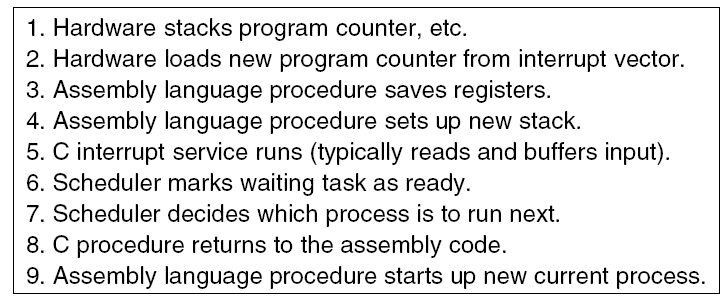 1. Hardware stacks program counter, etc.
2. Hardware loads new program counter from interrupt vector.
3. Assembly language procedure saves registers.
4. Assembly language procedure sets up new stack.
5. C interrupt service runs (typically reads and buffers input).
6. Scheduler marks waiting task as ready.
7. Scheduler decides which process is to run next.
8. C procedure returns to the assembly code.
9. Assembly language procedure starts up new current process.